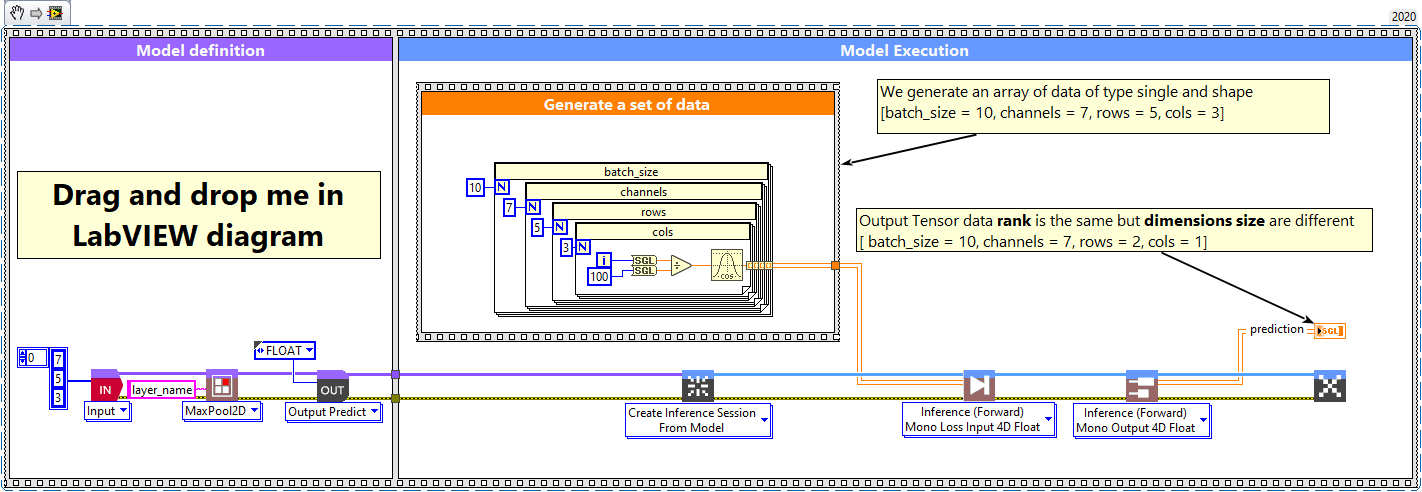 2020
Model definition
Model Execution
Generate a set of data
We generate an array of data of type single and shape
[batch_size = 10, channels = 7, rows = 5, cols = 3]
Drag and drop me in
LabVIEW diagram
batch_size
10
N
channels
7
N
rows
5
N
cols
3
N
i
SGL
100
SGL
÷
COS
Output Tensor data rank is the same but dimensions size are different
[ batch_size = 10, channels = 7, rows = 2, cols = 1]
prediction
SGL
0
7
5
3
FLOAT
IN
layer_name
OUT
Input
MaxPool2D
Output Predict
Create Inference Session
From Model
Inference (Forward)
Mono Loss Input 4D Float
Inference (Forward)
Mono Output 4D Float